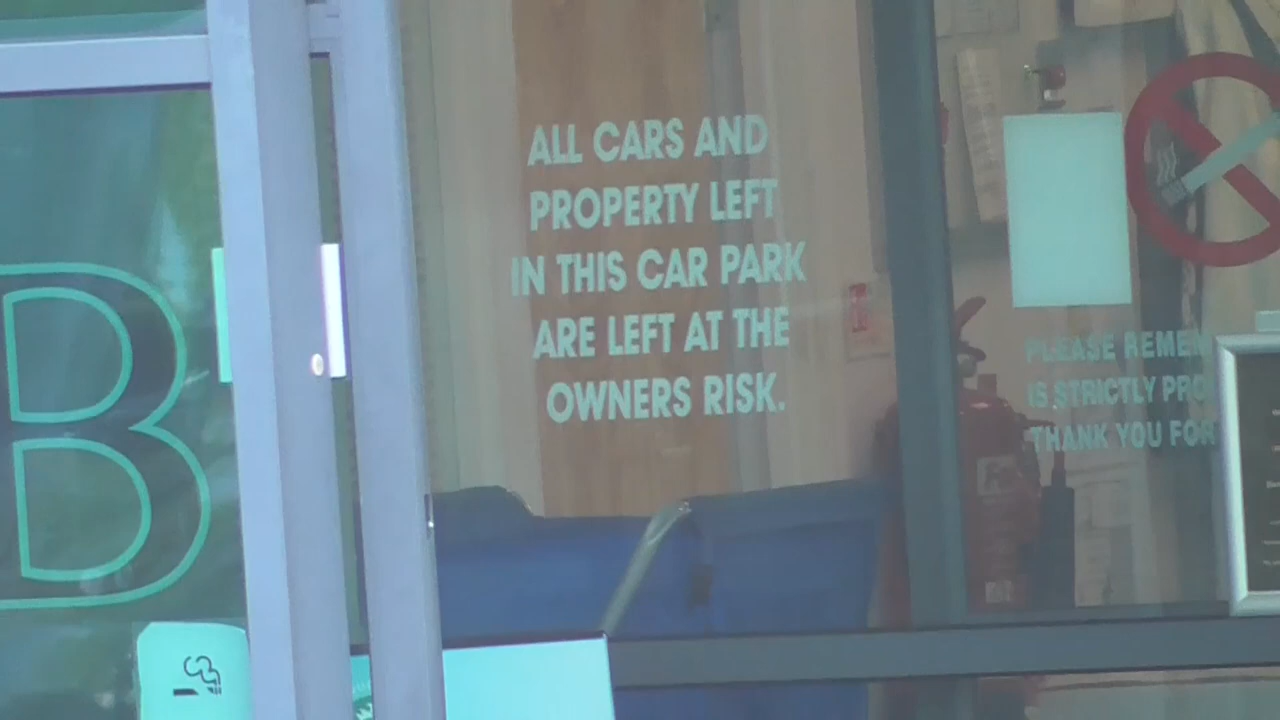 B
ALL CARS AND
PROPERTY LEFT
IN THIS CAR PARK
ARE LEFT AT THE
OWNERS RISK.
PLEASE
IS STRICTLY
THANK YOU